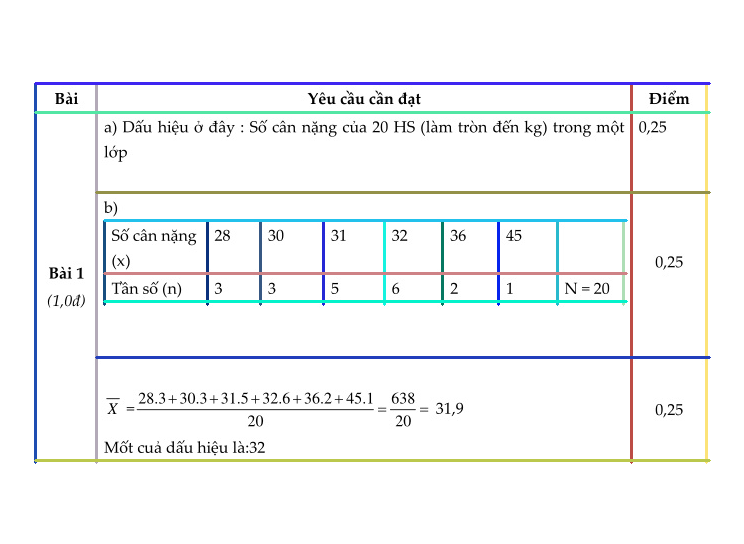 Bài Yêu cầu cần đạt Điểm
a) Dấu hiệu ở đây : Số cân nặng của 20 HS (làm tròn đến kg) trong một 0,25
lớp
b)
Số cân nặng 28 30 31 32 36 45
(x)
0,25
Bài 1
(1,0đ)
Tần số (n) 3 3 5 6 2 1 N = 20
X̅ = (28.3+30.3+31.5+32.6+36.2+45.1)/20 = 638/20 = 31,9 0,25
Mốt cuả dấu hiệu là:32